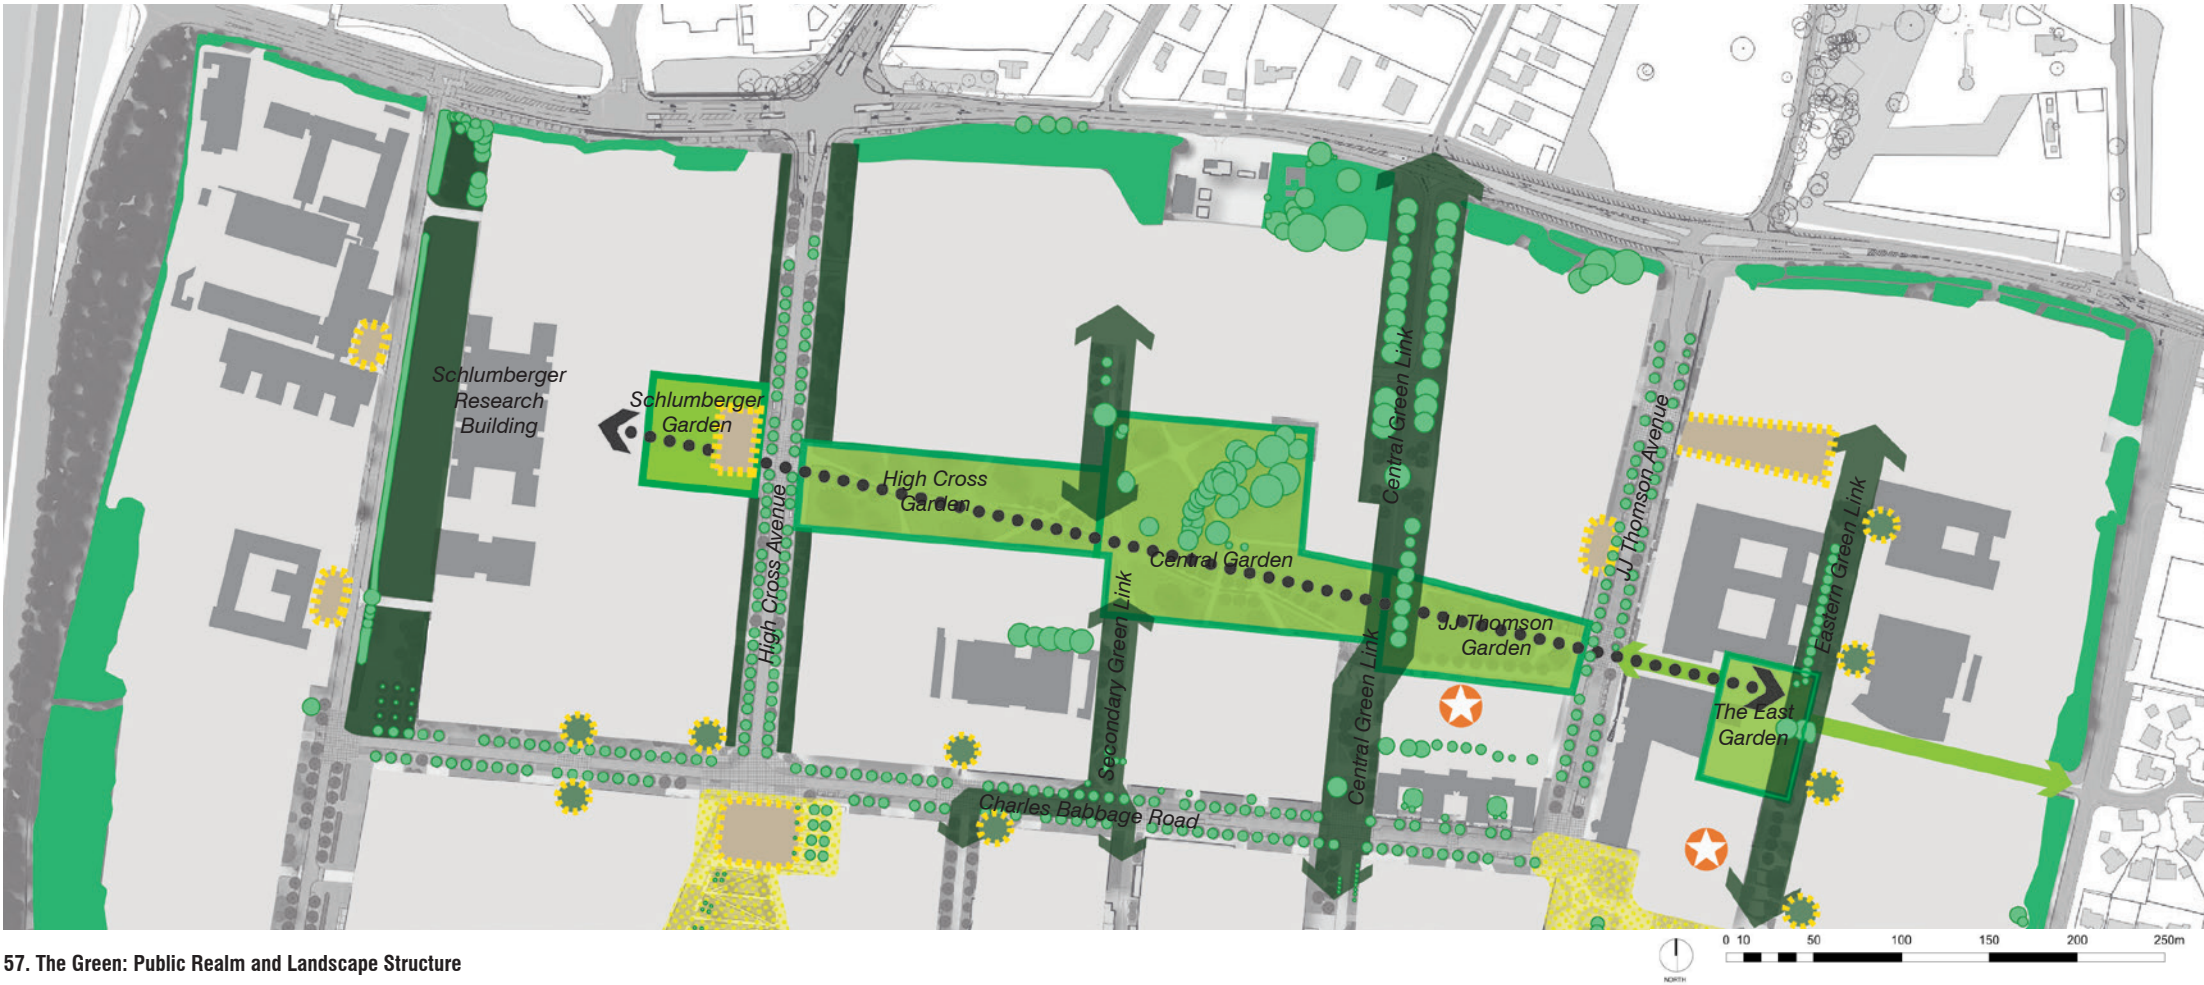 Schlumberger
Research
Building
Schlumberger
Garden
High Cross Avenue
High Cross
Garden
Central Garden
Secondary Green Link
Central Green Link
Central Green Link
JJ Thomson
Garden
JJ Thomson Avenue
Eastern Green Link
The East
Garden
Charles Babbage Road
57. The Green: Public Realm and Landscape Structure
NORTH
0 10 50 100 150 200 250m